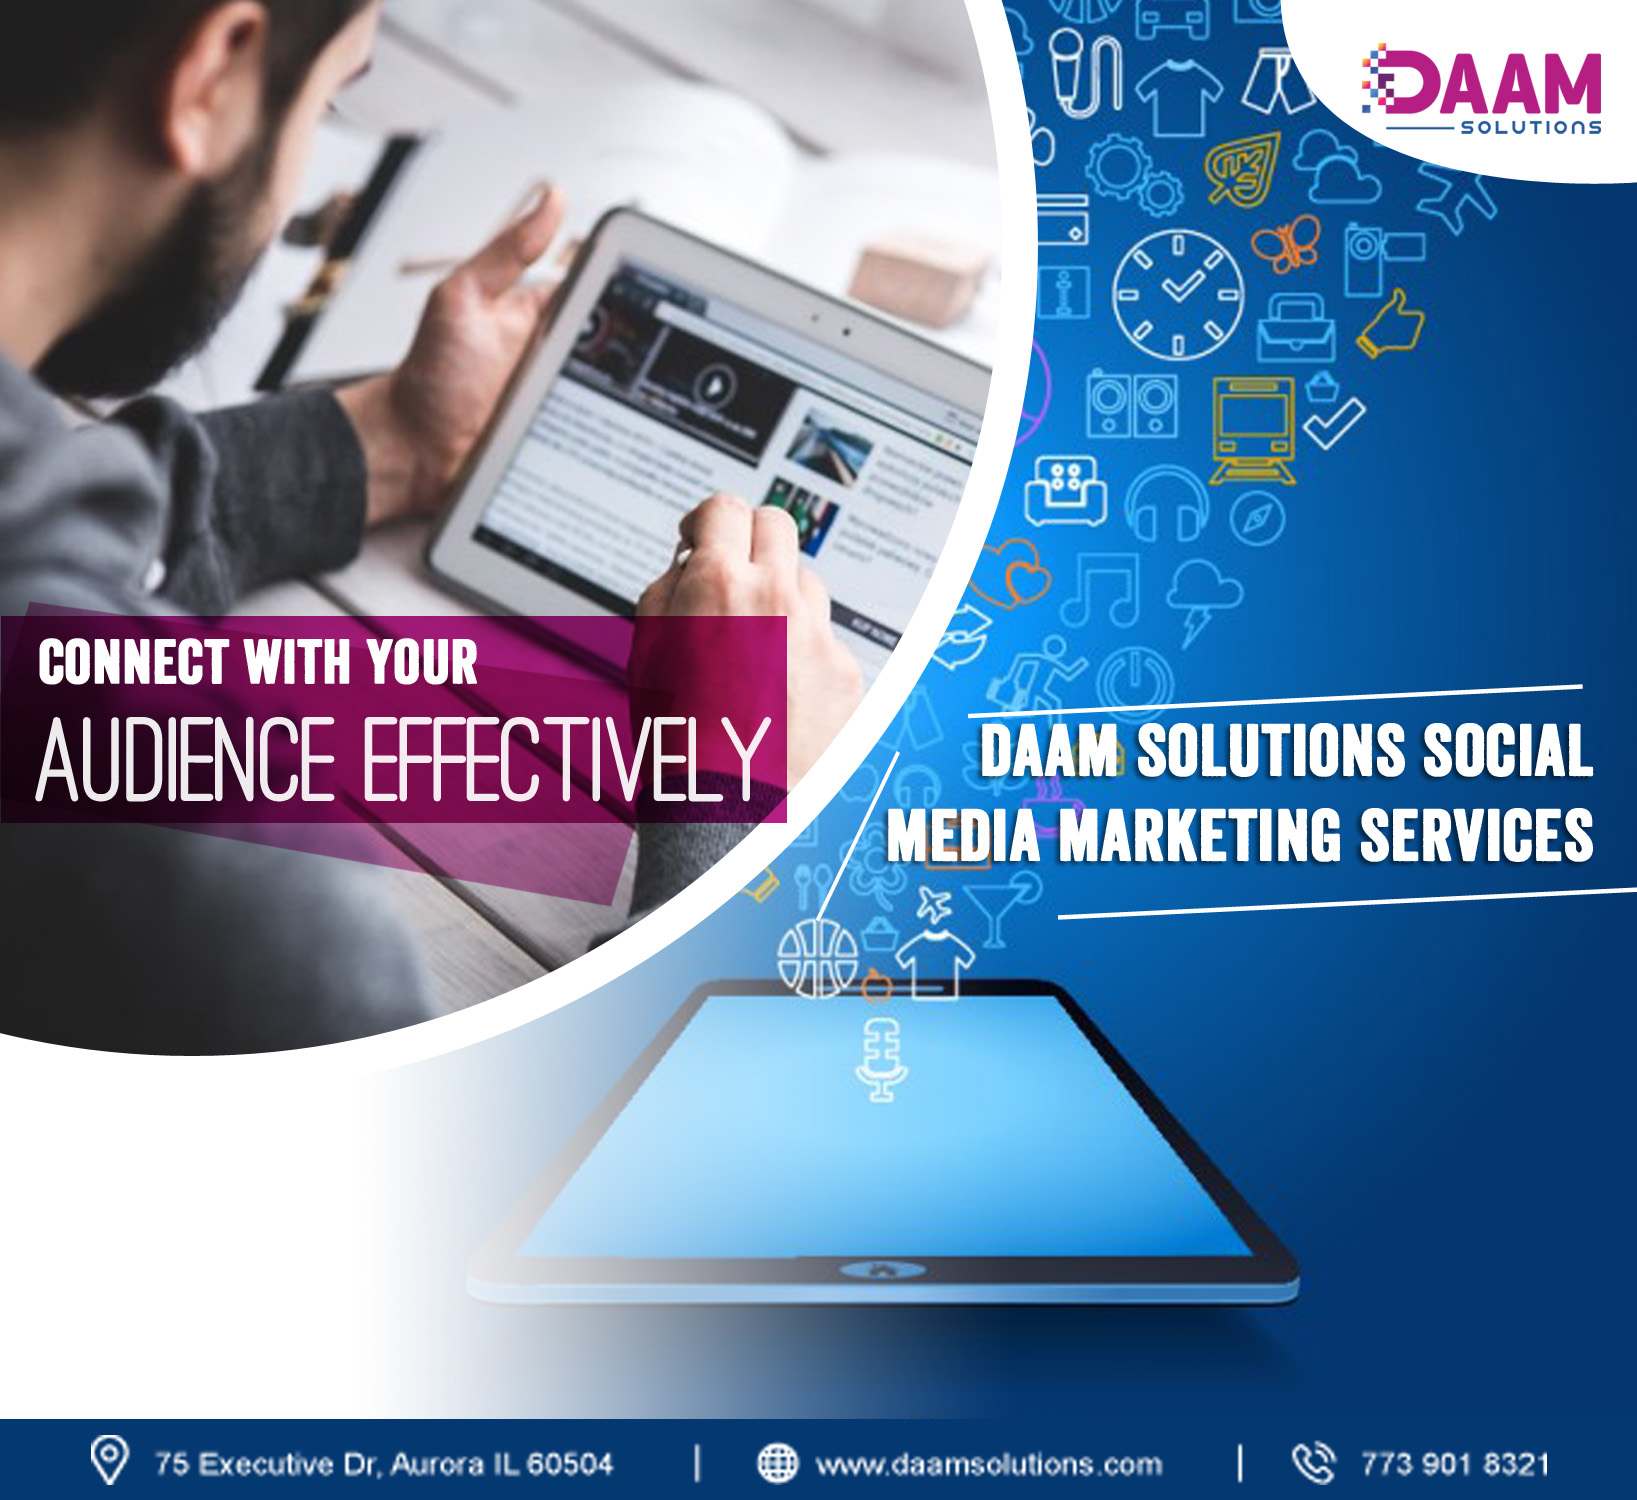 DAAM
SOLUTIONS
CONNECT WITH YOUR
AUDIENCE EFFECTIVELY
DAAM SOLUTIONS SOCIAL
MEDIA MARKETING SERVICES
75 Executive Dr, Aurora IL 60504 | www.daamsolutions.com | 773 901 8321